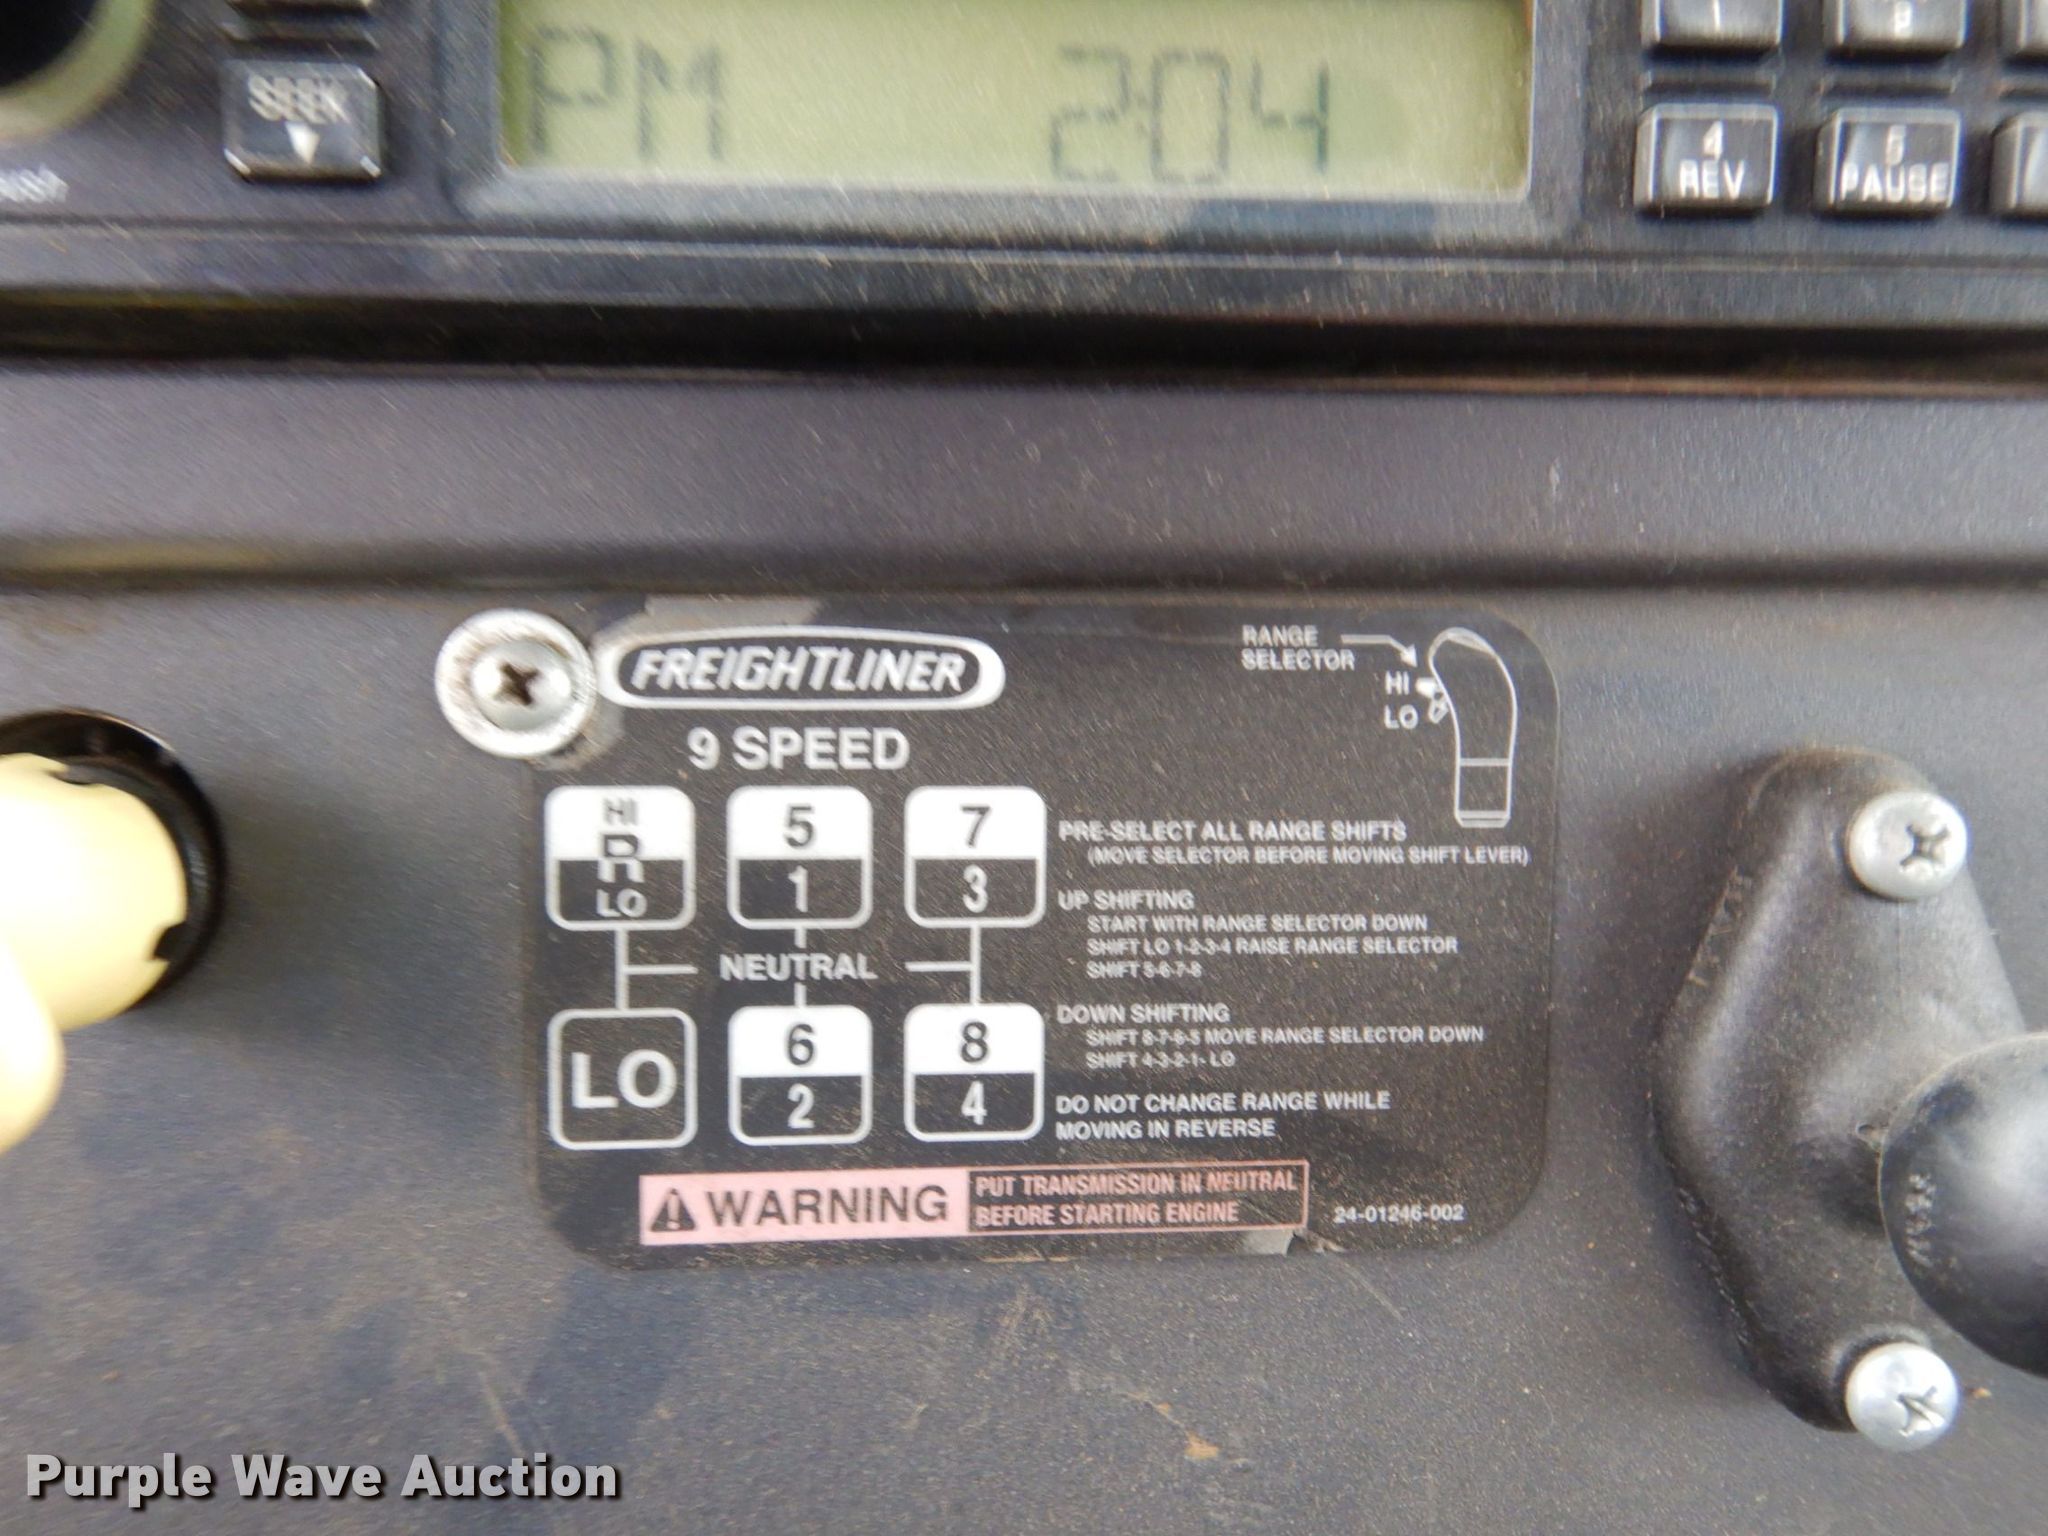 SEEK
PM 2:04
4
REV
PAUSE
FREIGHTLINER
9 SPEED
RANGE
SELECTOR
HI
LO
HI
R
LO
5
1
7
3
NEUTRAL
LO
6
2
8
4
PRE-SELECT ALL RANGE SHIFTS
(MOVE SELECTOR BEFORE MOVING SHIFT LEVER)
UP SHIFTING
START WITH RANGE SELECTOR DOWN
SHIFT LO 1-2-3-4 RAISE RANGE SELECTOR
SHIFT 5-6-7-8
DOWN SHIFTING
SHIFT 8-7-6-5 MOVE RANGE SELECTOR DOWN
SHIFT 4-3-2-1- LO
DO NOT CHANGE RANGE WHILE
MOVING IN REVERSE
WARNING
PUT TRANSMISSION IN NEUTRAL
BEFORE STARTING ENGINE
24-01246-002
Purple Wave Auction